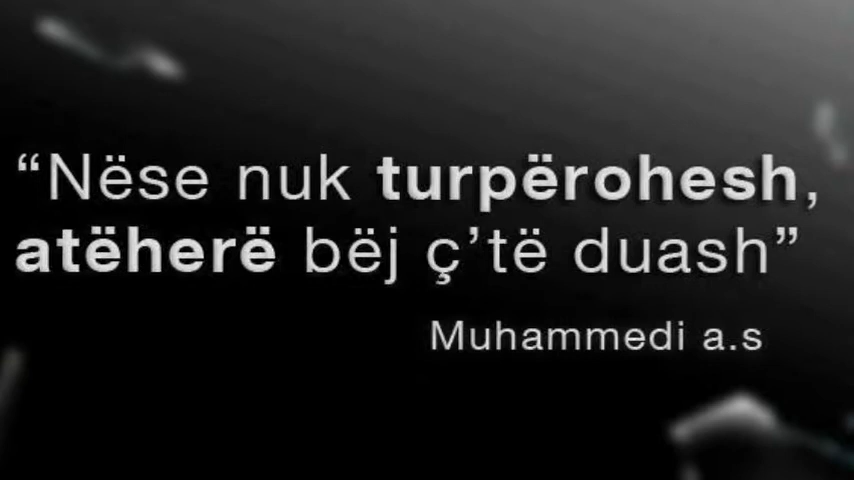 “Nëse nuk turpërohesh,
atëherë bëj ç’të duash”
Muhammedi a.s